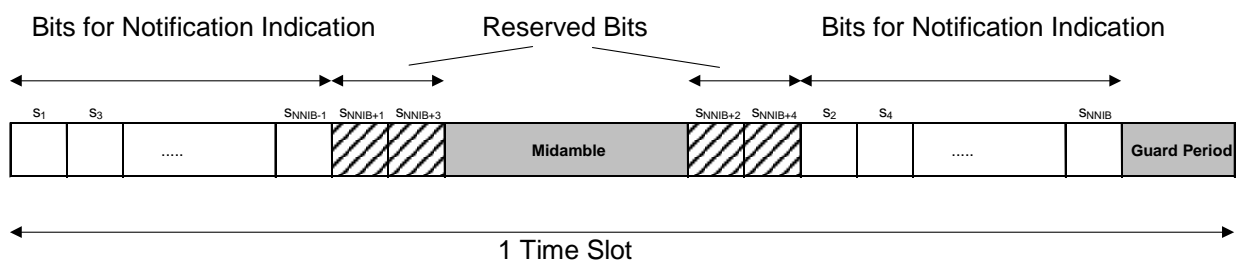 Bits for Notification Indication Reserved Bits Bits for Notification Indication
s1 s3 sNNIB-1 sNNIB+1 sNNIB+3 sNNIB+2 sNNIB+4 s2 s4 sNNIB
..... Midamble ..... Guard Period
1 Time Slot